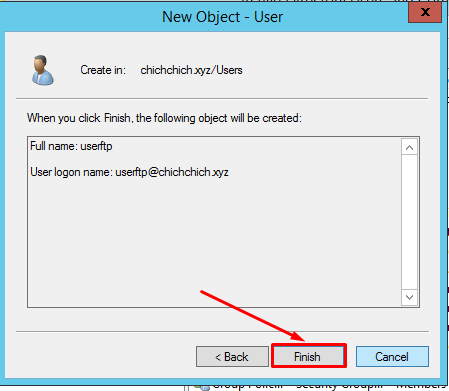 New Object - User
x
Create in: chichchich.xyz/Users
When you click Finish, the following object will be created:
Full name: userftp
User logon name: userftp@chichchich.xyz
< Back Finish Cancel